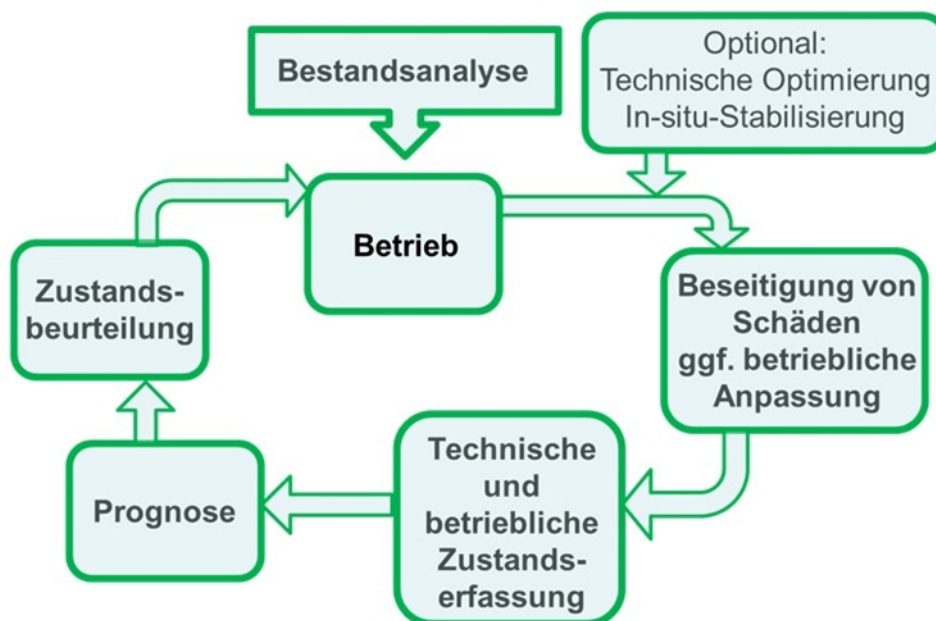 Bestandsanalyse
Optional:
Technische Optimierung
In-situ-Stabilisierung
Betrieb
Beseitigung von
Schäden
ggf. betriebliche
Anpassung
Technische
und
betriebliche
Zustands-
erfassung
Prognose
Zustands-
beurteilung